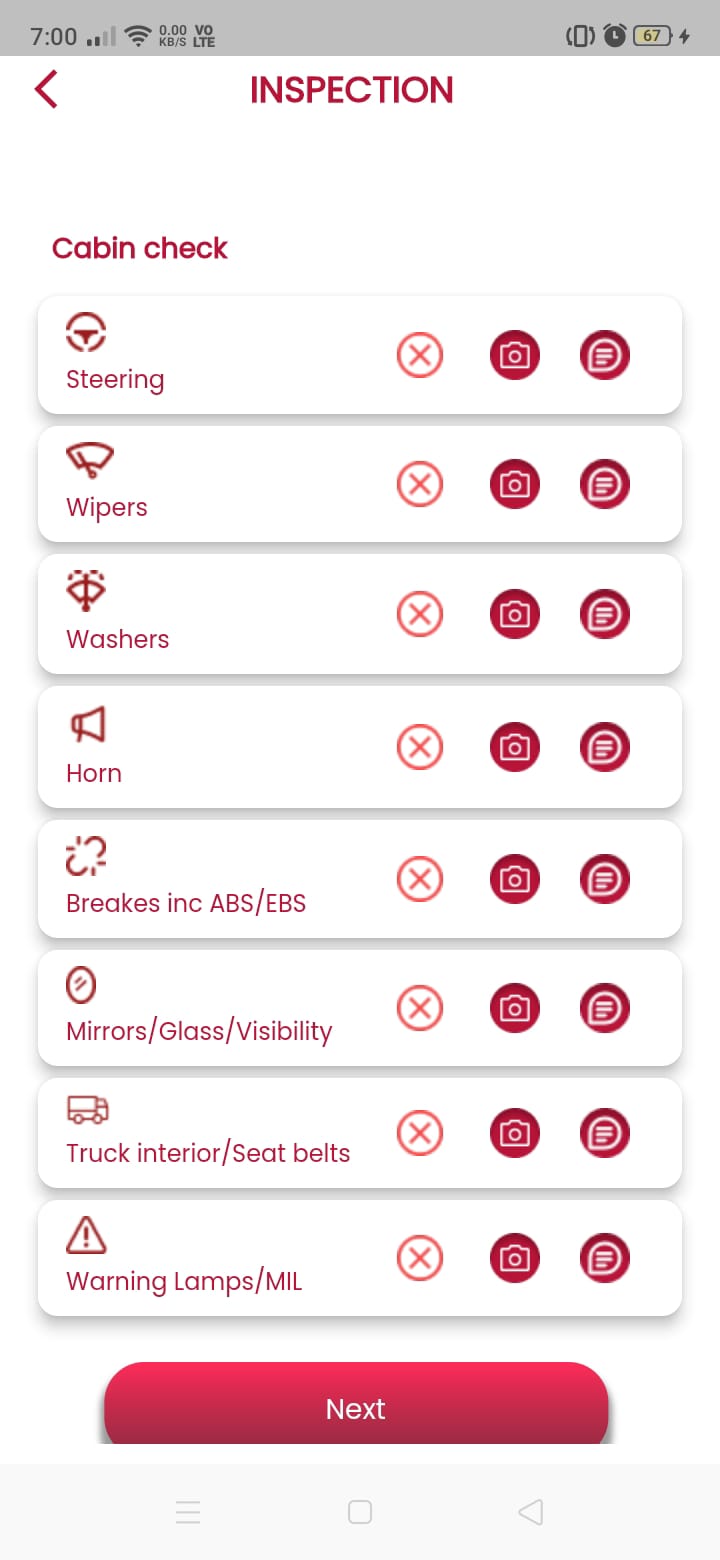 7:00 0.00 KB/S VO LTE 67
INSPECTION
Cabin check
Steering
Wipers
Washers
Horn
Breakes inc ABS/EBS
Mirrors/Glass/Visibility
Truck interior/Seat belts
Warning Lamps/MIL
Next